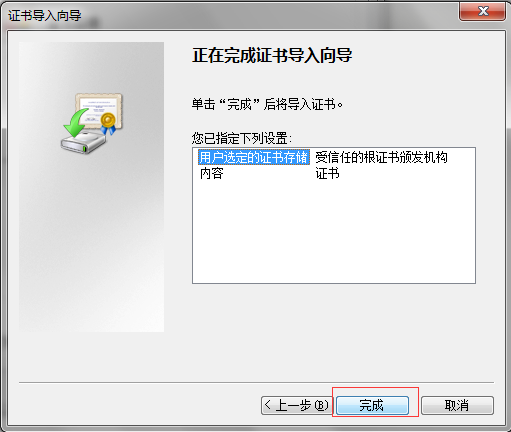 证书导入向导
正在完成证书导入向导
单击“完成”后将导入证书。
您已指定下列设置:
用户选定的证书存储 受信任的根证书颁发机构
内容 证书
< 上一步(B) 完成 取消